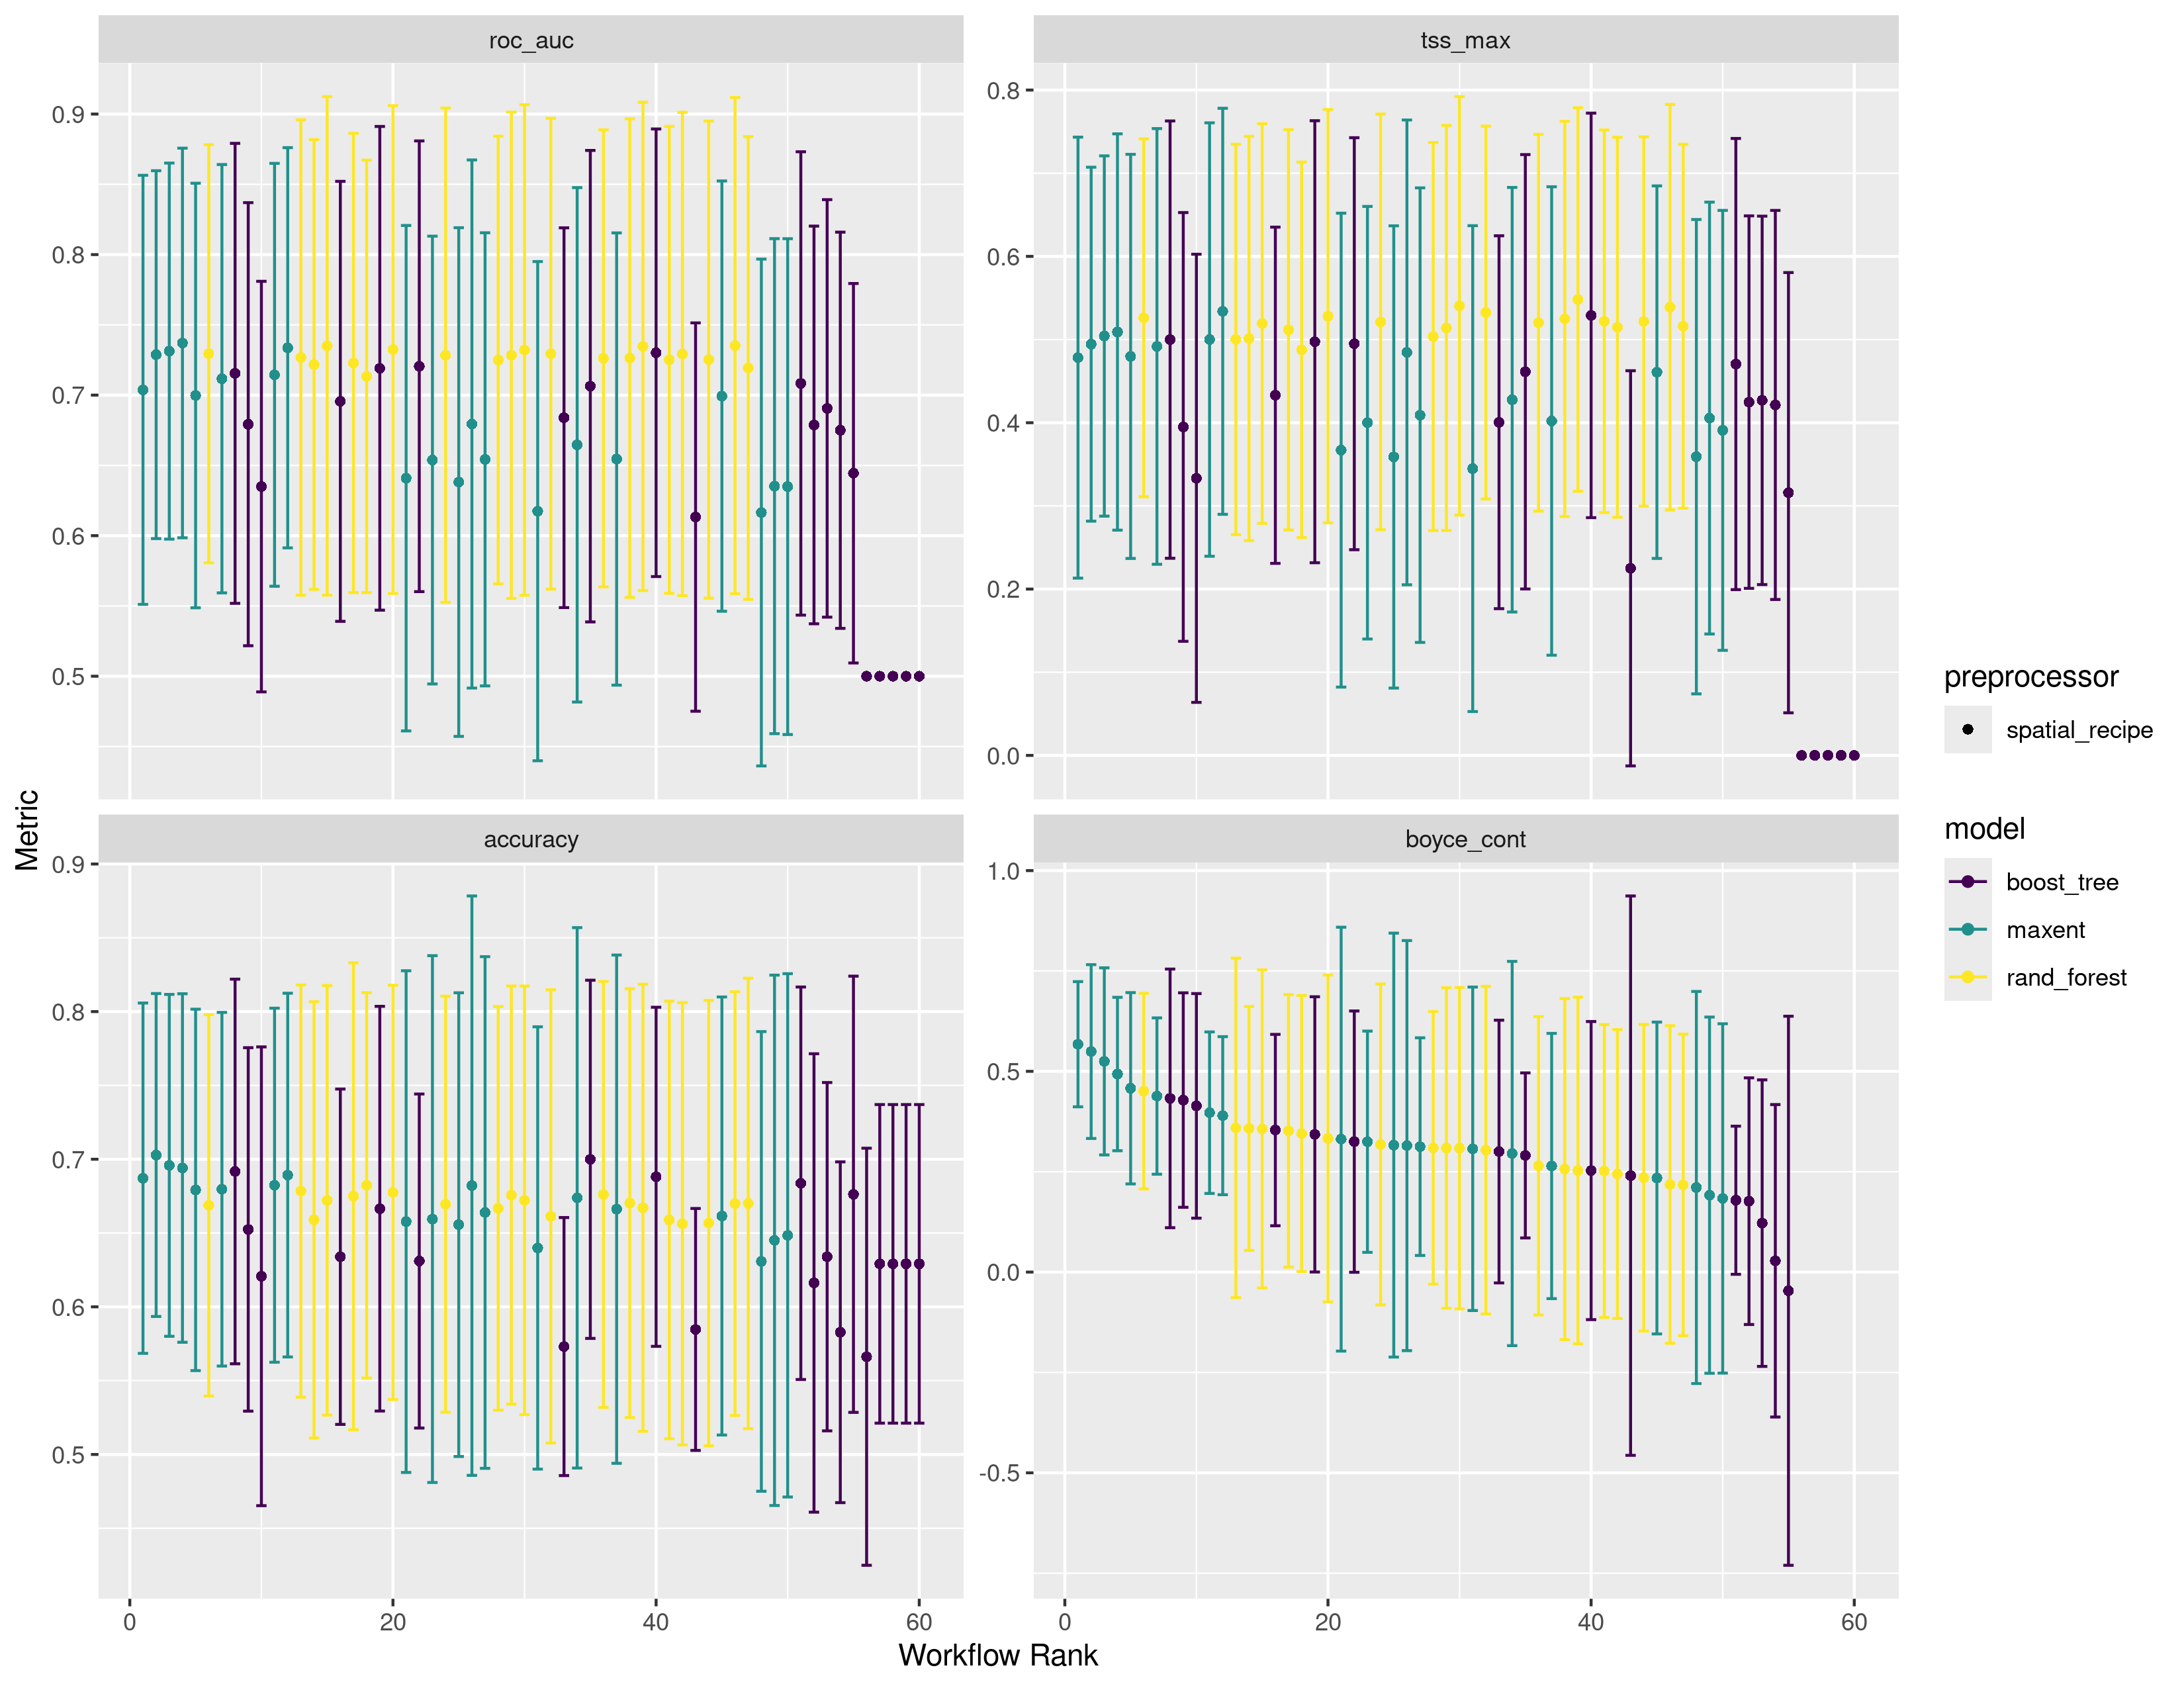 roc_auc
tss_max
0.9
0.8
0.7
0.6
0.5
0.8
0.6
0.4
0.2
0.0
accuracy
boyce_cont
0.9
0.8
0.7
0.6
0.5
1.0
0.5
0.0
-0.5
0 20 40 60
0 20 40 60
Metric
Workflow Rank
preprocessor
spatial_recipe
model
boost_tree
maxent
rand_forest